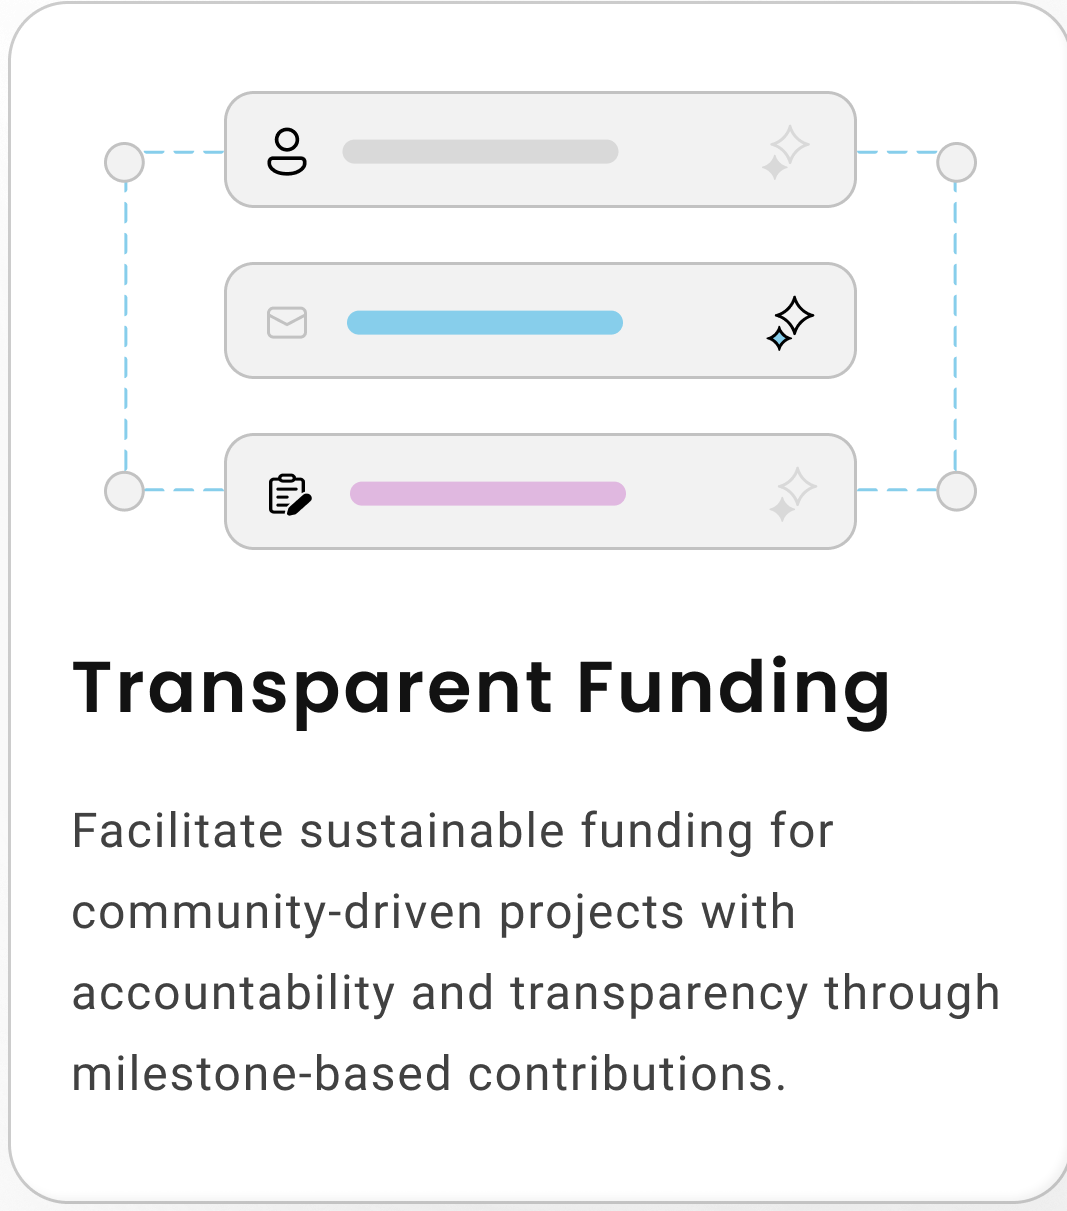 Transparent Funding
Facilitate sustainable funding for
community-driven projects with
accountability and transparency through
milestone-based contributions.